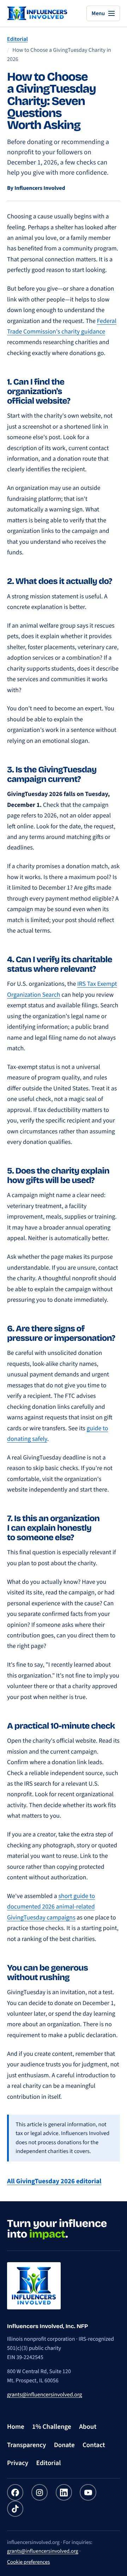 INFLUENCERS
INVOLVED
Menu
Editorial
/ How to Choose a GivingTuesday Charity in
2026
How to Choose
a GivingTuesday
Charity: Seven
Questions
Worth Asking
Before donating or recommending a
nonprofit to your followers on
December 1, 2026, a few checks can
help you give with more confidence.
By Influencers Involved
Choosing a cause usually begins with a
feeling. Perhaps a shelter has looked after
an animal you love, or a family member
has benefited from a community program.
That personal connection matters. It is a
perfectly good reason to start looking.
But before you give—or share a donation
link with other people—it helps to slow
down long enough to understand the
organization and the request. The Federal
Trade Commission's charity guidance
recommends researching charities and
checking exactly where donations go.
1. Can I find the
organization's
official website?
Start with the charity's own website, not
just a screenshot or a shortened link in
someone else's post. Look for a
description of its work, current contact
information, and a donation route that
clearly identifies the recipient.
An organization may use an outside
fundraising platform; that isn't
automatically a warning sign. What
matters is being able to verify that the
organization links to the campaign and
that you understand who receives the
funds.
2. What does it actually do?
A strong mission statement is useful. A
concrete explanation is better.
If an animal welfare group says it rescues
pets, does it explain whether it provides
shelter, foster placements, veterinary care,
adoption services or a combination? If a
charity says it supports families, does it
describe the services and communities it works
with?
You don't need to become an expert. You
should be able to describe the
organization's work in a sentence without
relying on an emotional slogan.
3. Is the GivingTuesday
campaign current?
GivingTuesday 2026 falls on Tuesday,
December 1. Check that the campaign
page refers to 2026, not an old appeal
left online. Look for the date, the request,
and any terms around matching gifts or
deadlines.
If a charity promises a donation match, ask
how it works. Is there a maximum pool? Is
it limited to December 1? Are gifts made
through every payment method eligible? A
campaign may be legitimate even when a
match is limited; your post should reflect
the actual terms.
4. Can I verify its charitable
status where relevant?
For U.S. organizations, the IRS Tax Exempt
Organization Search can help you review
exempt status and available filings. Search
using the organization's legal name or
identifying information, since a public brand
and legal name do not always
match.
Tax-exempt status is not a universal
measure of program quality, and rules
differ outside the United States. Treat it as
one useful check, not a magic seal of
approval. If tax deductibility matters to
you, verify the specific recipient and your
own circumstances rather than assuming
every donation qualifies.
5. Does the charity explain
how gifts will be used?
A campaign might name a clear need:
veterinary treatment, a facility
improvement, meals, supplies or training.
It may have a broader annual operating
appeal. Neither is automatically better.
Ask whether the page makes its purpose
understandable. If you are unsure, contact
the charity. A thoughtful nonprofit should
be able to explain what a campaign will support without
pressuring you to donate immediately.
6. Are there signs of
pressure or impersonation?
Be careful with unsolicited donation
requests, look-alike charity names,
unusual payment demands and urgent
messages that leave no time to
verify a recipient. The FTC advises
checking donation links carefully and
warns against requests that insist on gift
cards or wire transfers. See its guide to
donating safely.
A real GivingTuesday deadline is not a
reason to skip basic checks. If you're not
comfortable, visit the organization's
website independently and start there.
7. Is this an organization
I can explain honestly
to someone else?
This final question is especially relevant if
you plan to post about the charity.
What do you actually know? Have you
visited its site, read the campaign, or had
personal experience with the cause? Can
you separate confirmed facts from your
opinion? If someone asks where their
contribution goes, can you direct them to
the right page?
It's fine to say, "I recently learned about
this organization." It's not fine to imply you
volunteer there or that a charity approved
your post when neither is true.
A practical 10-minute check
Open the charity's official website. Read its
mission and the current campaign.
Confirm where a donation link leads.
Check a reliable independent source, such
as the IRS search for a relevant U.S.
nonprofit. Look for recent organizational
activity. Then decide whether its work fits
what matters to you.
If you are a creator, take the extra step of
checking any photograph, story or quoted
material before you post. Link to the
named source rather than copying protected
content without authorization.
We've assembled a short guide to
documented 2026 animal-related
GivingTuesday campaigns as one place to
practice those checks. It is a starting point,
not a ranking of the best charities.
You can be generous
without rushing
GivingTuesday is an invitation, not a test.
You can decide to donate on December 1,
volunteer later, or learn more about an
organization first. There is no
requirement to make a public declaration.
And if you create content, remember that
your audience trusts you for judgment, not
just enthusiasm. A careful introduction to
a real charity can in itself be a meaningful
contribution.
This article is general information, not
tax or legal advice. Influencers Involved
does not process donations for the
independent charities it covers.
All GivingTuesday 2026 editorial
Turn your influence
into impact.
INFLUENCERS
INVOLVED
Influencers Involved, Inc. NFP
Illinois nonprofit corporation · IRS-recognized
501(c)(3) public charity
EIN 39-2242545
800 W Central Rd, Suite 120
Mt. Prospect, IL 60056
grants@influencersinvolved.org
Home 1% Challenge About
Transparency Donate Contact
Privacy Editorial
influencersinvolved.org · For inquiries:
grants@influencersinvolved.org
Cookie preferences